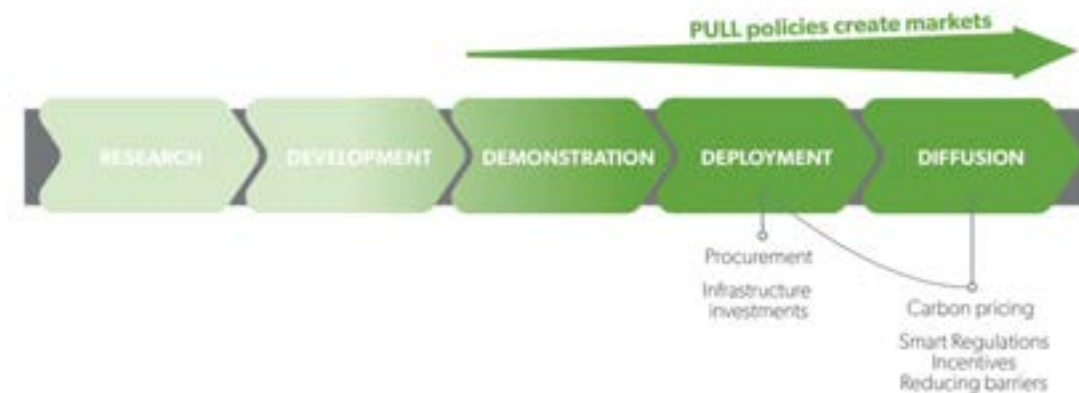 PULL policies create markets
RESEARCH
DEVELOPMENT
DEMONSTRATION
DEPLOYMENT
DIFFUSION
Procurement
Infrastructure
investments
Carbon pricing
Smart Regulations
Incentives
Reducing barriers